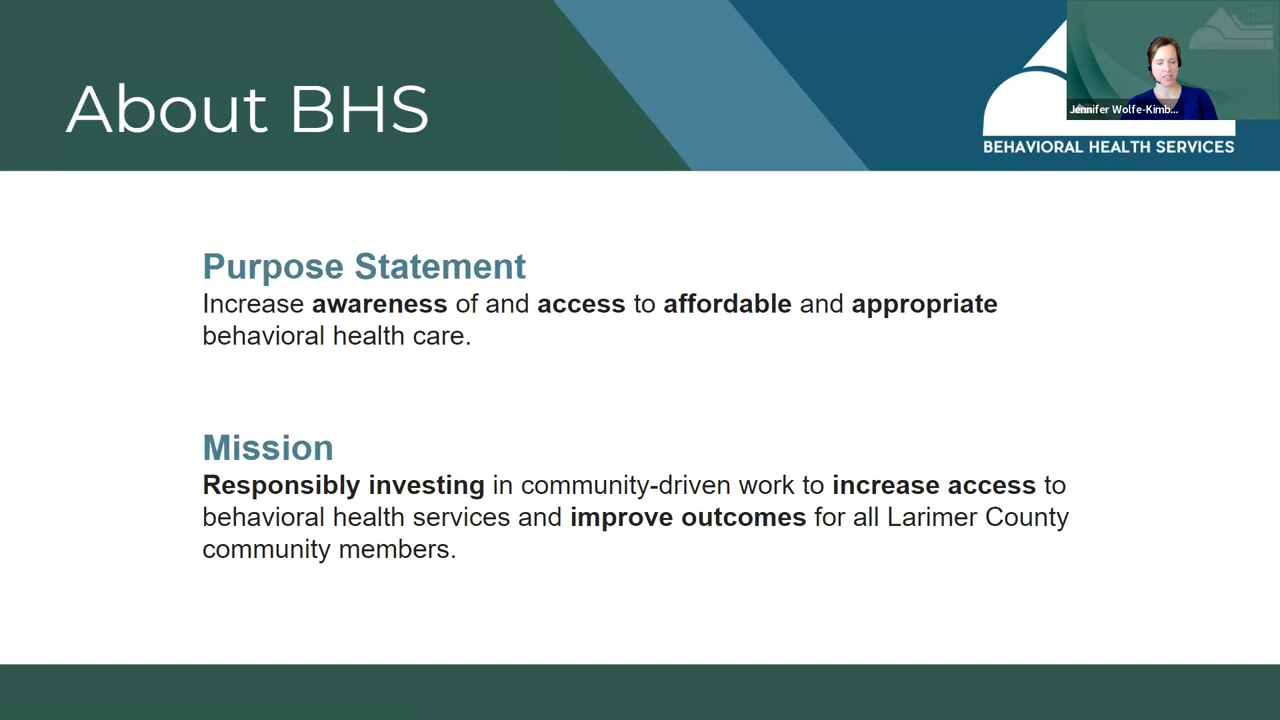 About BHS
Jennifer Wolfe-Kimb...
BEHAVIORAL HEALTH SERVICES
Purpose Statement
Increase awareness of and access to affordable and appropriate
behavioral health care.
Mission
Responsibly investing in community-driven work to increase access to
behavioral health services and improve outcomes for all Larimer County
community members.